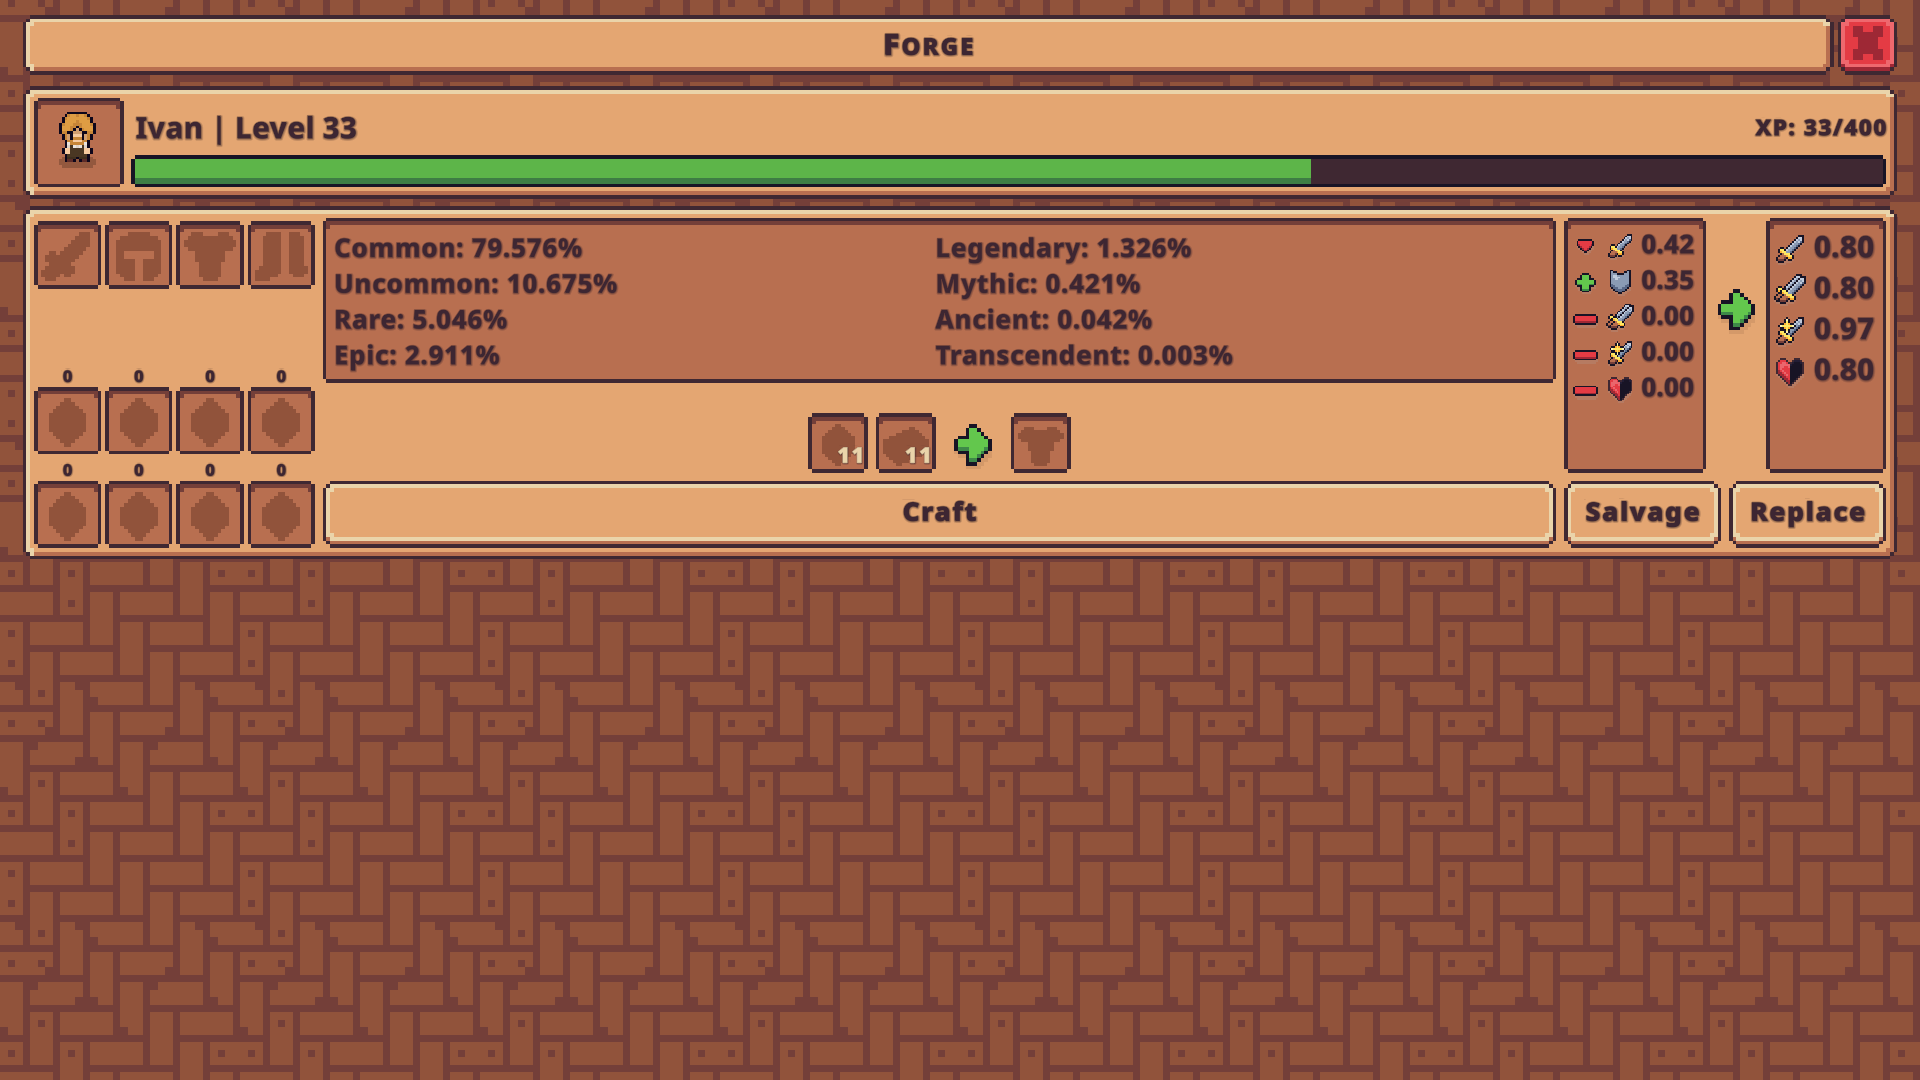 Forge
Ivan | Level 33
XP: 33/400
Common: 79.576%
Uncommon: 10.675%
Rare: 5.046%
Epic: 2.911%
Legendary: 1.326%
Mythic: 0.421%
Ancient: 0.042%
Transcendent: 0.003%
0.42
0.35
0.00
0.00
0.00
0.80
0.80
0.97
0.80
0 0 0 0
11 11
0 0 0 0
Craft
Salvage
Replace